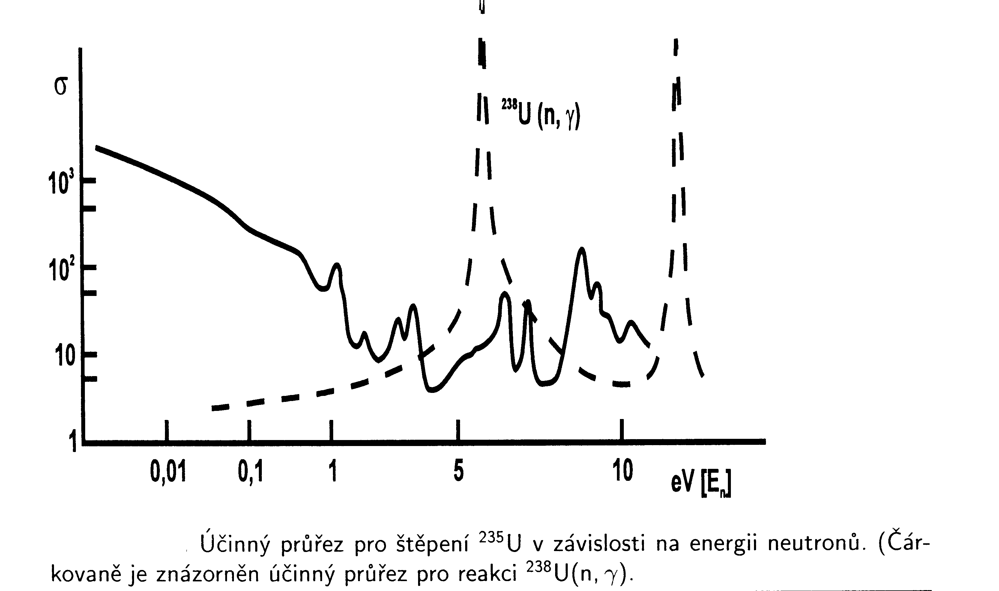 σ
²³⁸U (n, γ)
10³
10²
10
1
0,01 0,1 1 5 10 eV [Eₙ]
Účinný průřez pro štěpení ²³⁵U v závislosti na energii neutronů. (Čár-
kovaně je znázorněn účinný průřez pro reakci ²³⁸U(n, γ).